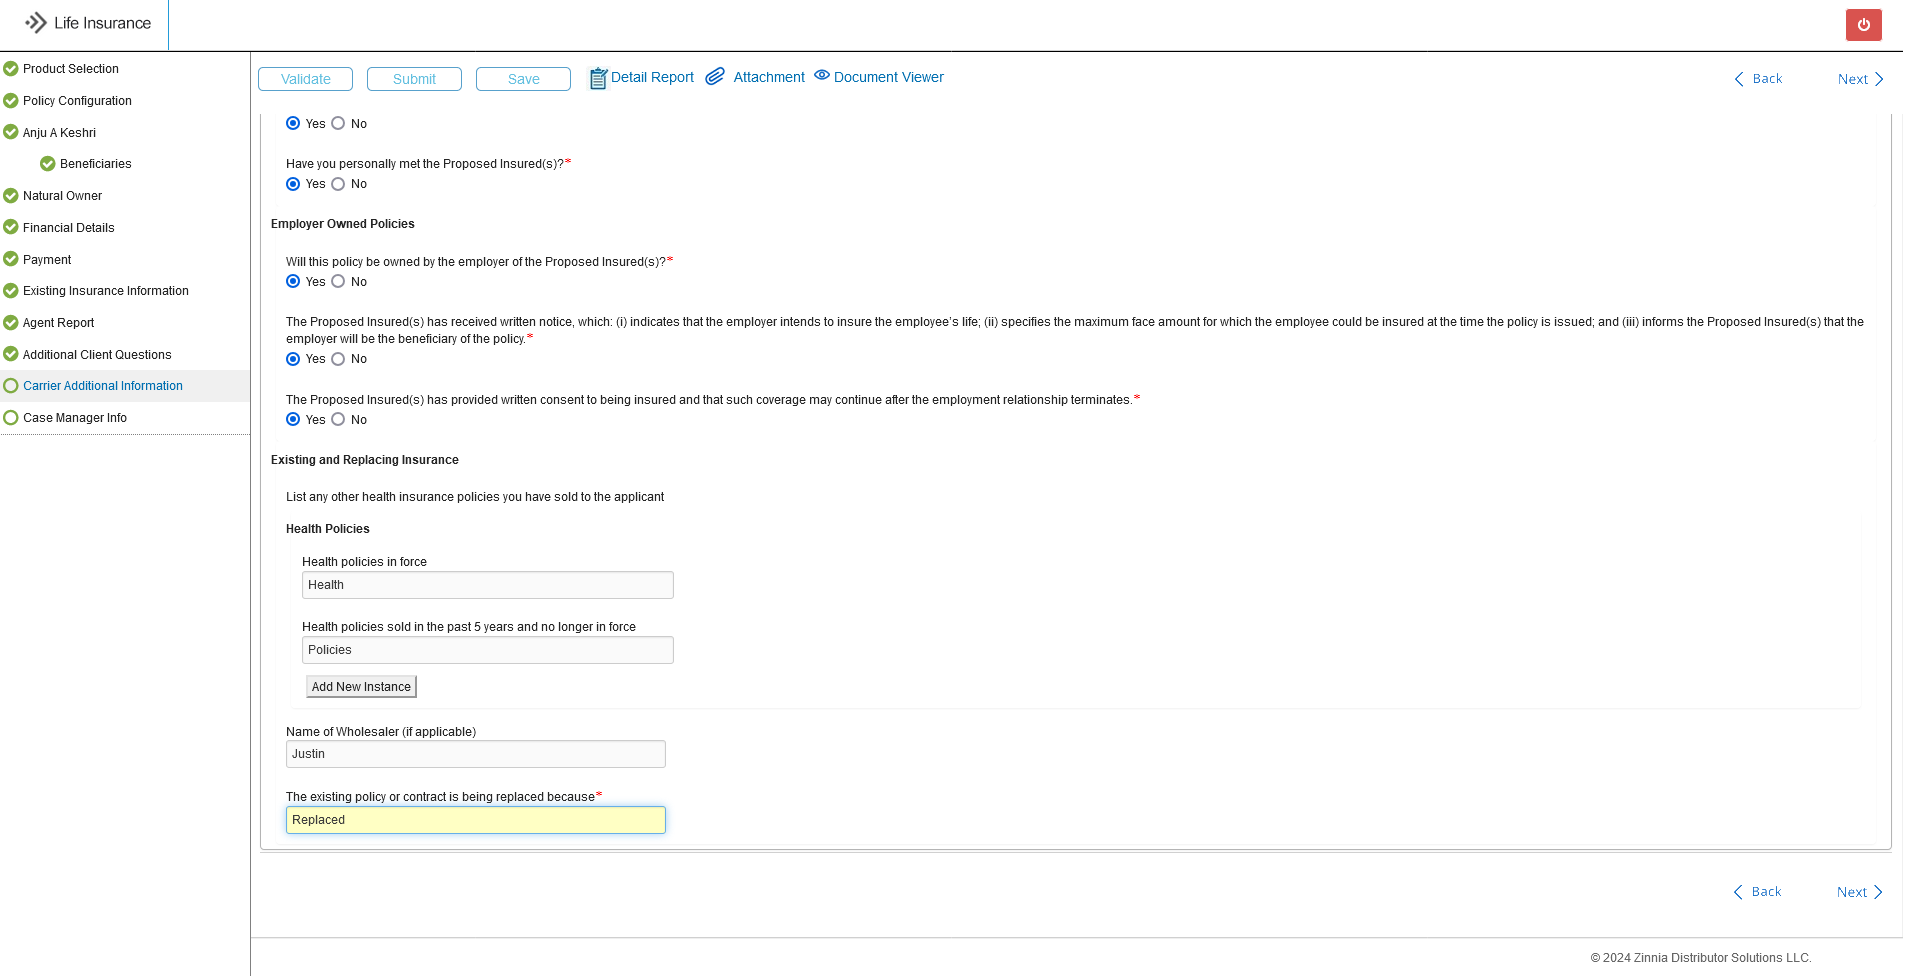 Life Insurance
Product Selection
Policy Configuration
Anju A Keshri
Beneficiaries
Natural Owner
Financial Details
Payment
Existing Insurance Information
Agent Report
Additional Client Questions
Carrier Additional Information
Case Manager Info
Validate Submit Save Detail Report Attachment Document Viewer Back Next
Yes No
Have you personally met the Proposed Insured(s)?*
Yes No
Employer Owned Policies
Will this policy be owned by the employer of the Proposed Insured(s)?*
Yes No
The Proposed Insured(s) has received written notice, which: (i) indicates that the employer intends to insure the employee's life; (ii) specifies the maximum face amount for which the employee could be insured at the time the policy is issued; and (iii) informs the Proposed Insured(s) that the
employer will be the beneficiary of the policy.*
Yes No
The Proposed Insured(s) has provided written consent to being insured and that such coverage may continue after the employment relationship terminates.*
Yes No
Existing and Replacing Insurance
List any other health insurance policies you have sold to the applicant
Health Policies
Health policies in force
Health
Health policies sold in the past 5 years and no longer in force
Policies
Add New Instance
Name of Wholesaler (if applicable)
Justin
The existing policy or contract is being replaced because*
Replaced
Back Next
© 2024 Zinnia Distributor Solutions LLC.